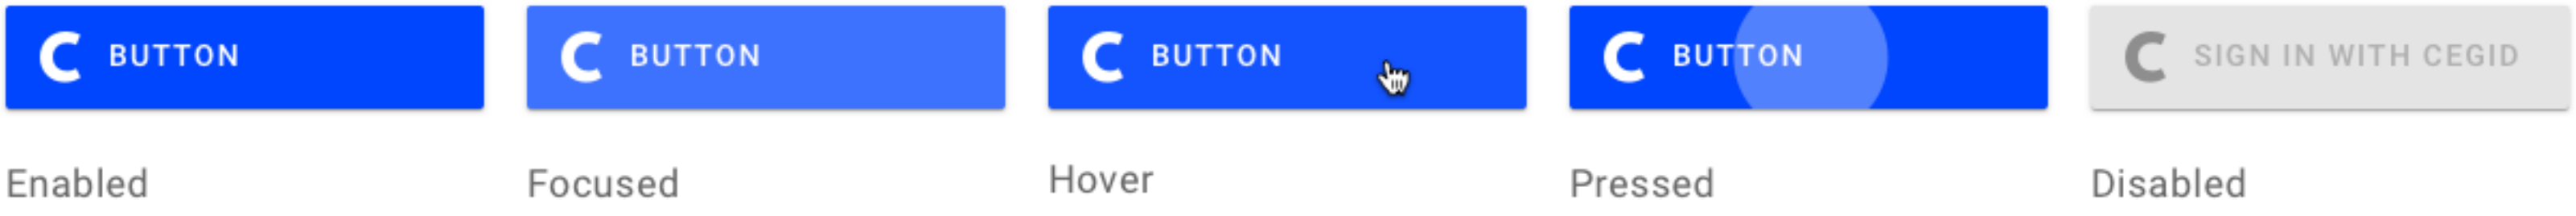 C BUTTON
C BUTTON
C BUTTON
C BUTTON
C SIGN IN WITH CEGID
Enabled
Focused
Hover
Pressed
Disabled